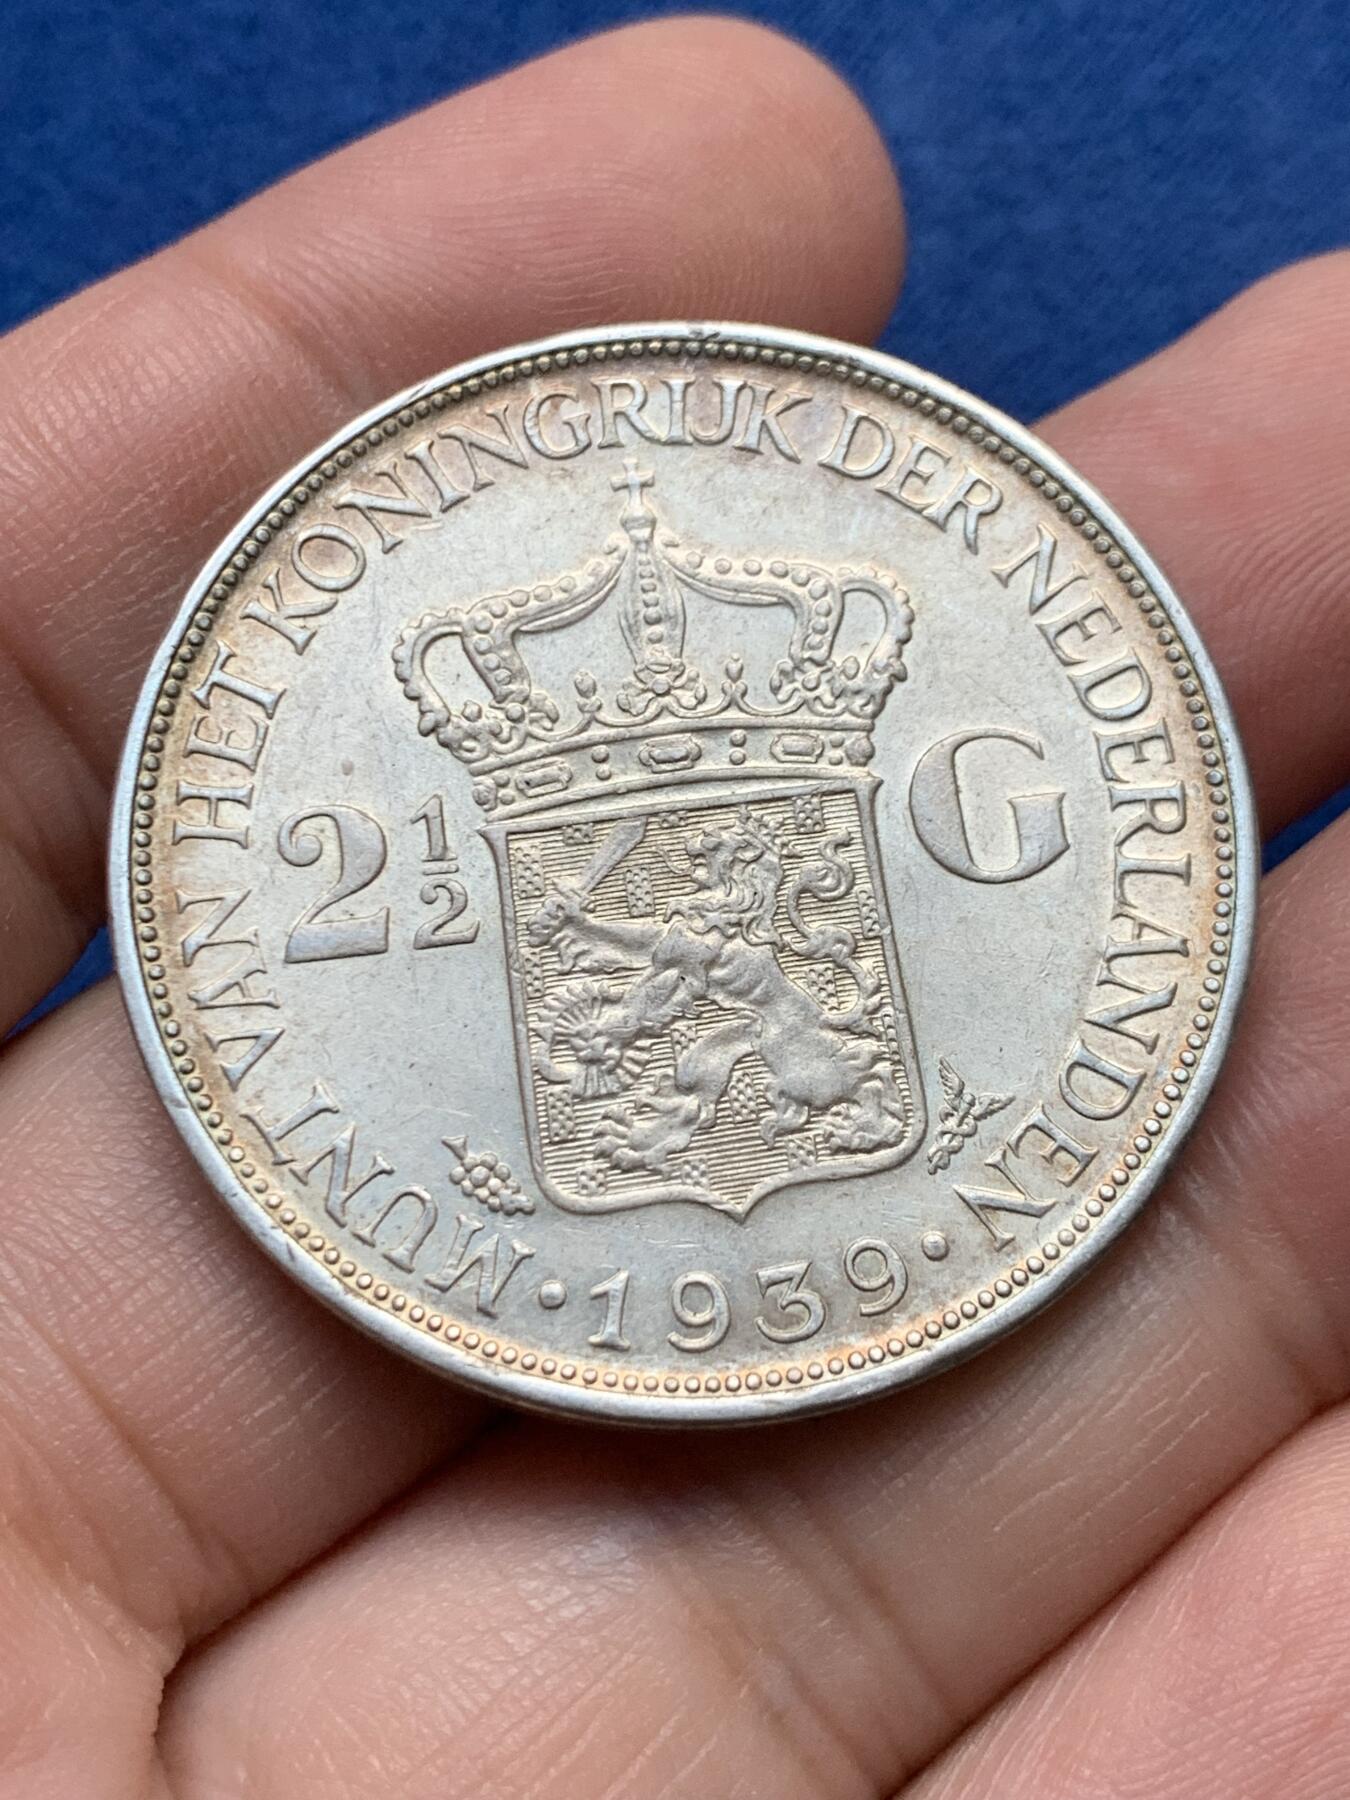 MUNT VAN HET KONINGRIJK DER NEDERLANDEN
2 1/2 G
· 1939 ·